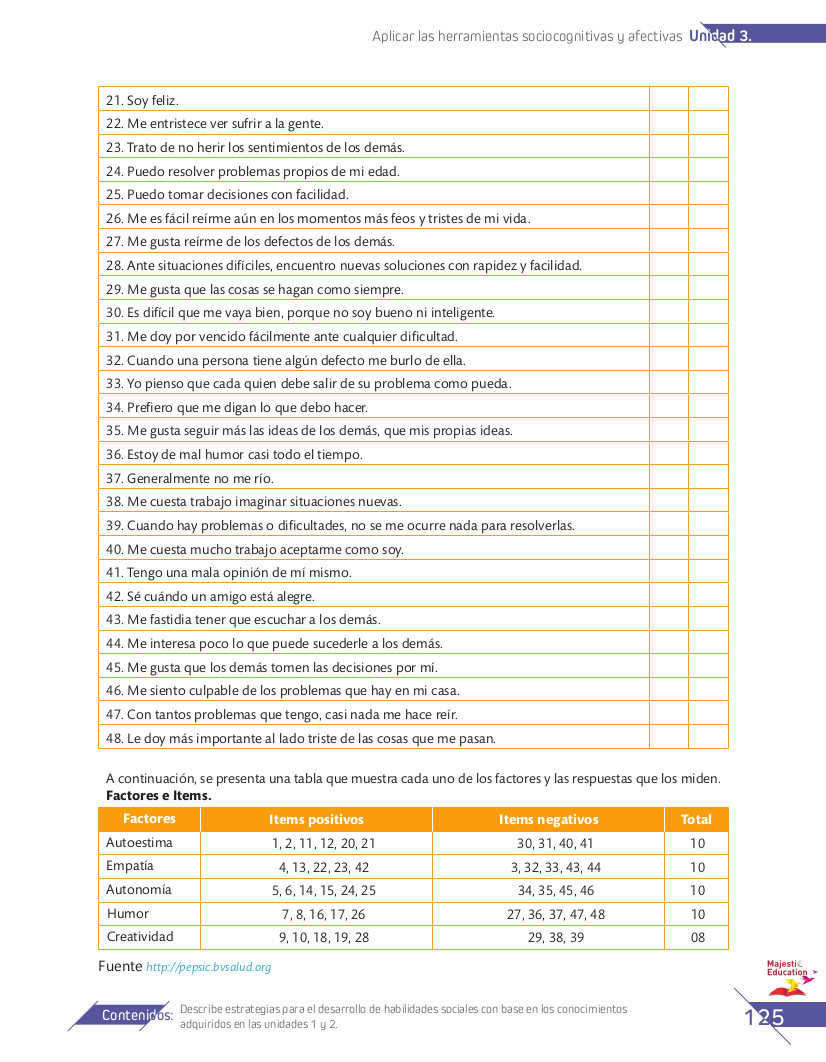 Aplicar las herramientas sociocognitivas y afectivas Unidad 3.
21. Soy feliz.
22. Me entristece ver sufrir a la gente.
23. Trato de no herir los sentimientos de los demás.
24. Puedo resolver problemas propios de mi edad.
25. Puedo tomar decisiones con facilidad.
26. Me es fácil reírme aún en los momentos más feos y tristes de mi vida.
27. Me gusta reírme de los defectos de los demás.
28. Ante situaciones difíciles, encuentro nuevas soluciones con rapidez y facilidad.
29. Me gusta que las cosas se hagan como siempre.
30. Es difícil que me vaya bien, porque no soy bueno ni inteligente.
31. Me doy por vencido fácilmente ante cualquier dificultad.
32. Cuando una persona tiene algún defecto me burlo de ella.
33. Yo pienso que cada quien debe salir de su problema como pueda.
34. Prefiero que me digan lo que debo hacer.
35. Me gusta seguir más las ideas de los demás, que mis propias ideas.
36. Estoy de mal humor casi todo el tiempo.
37. Generalmente no me río.
38. Me cuesta trabajo imaginar situaciones nuevas.
39. Cuando hay problemas o dificultades, no se me ocurre nada para resolverlas.
40. Me cuesta mucho trabajo aceptarme como soy.
41. Tengo una mala opinión de mí mismo.
42. Sé cuándo un amigo está alegre.
43. Me fastidia tener que escuchar a los demás.
44. Me interesa poco lo que puede sucederle a los demás.
45. Me gusta que los demás tomen las decisiones por mí.
46. Me siento culpable de los problemas que hay en mi casa.
47. Con tantos problemas que tengo, casi nada me hace reír.
48. Le doy más importante al lado triste de las cosas que me pasan.
A continuación, se presenta una tabla que muestra cada uno de los factores y las respuestas que los miden.
Factores e Items.
Factores Items positivos Items negativos Total
Autoestima 1, 2, 11, 12, 20, 21 30, 31, 40, 41 10
Empatía 4, 13, 22, 23, 42 3, 32, 33, 43, 44 10
Autonomía 5, 6, 14, 15, 24, 25 34, 35, 45, 46 10
Humor 7, 8, 16, 17, 26 27, 36, 37, 47, 48 10
Creatividad 9, 10, 18, 19, 28 29, 38, 39 08
Fuente http://pepsic.bvsalud.org
Majestic
Education
Contenidos: Describe estrategias para el desarrollo de habilidades sociales con base en los conocimientos
adquiridos en las unidades 1 y 2.
125